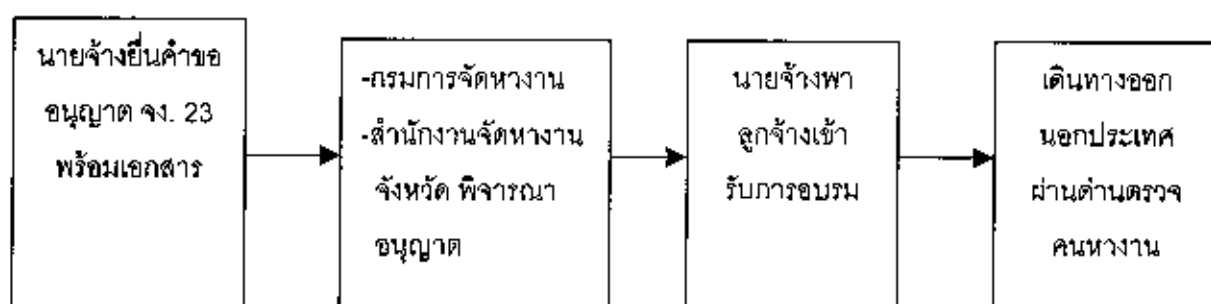 นายจ้างยื่นคำขอ
อนุญาต จง. 23
พร้อมเอกสาร
-กรมการจัดหางาน
-สำนักงานจัดหางาน
จังหวัด พิจารณา
อนุญาต
นายจ้างพา
ลูกจ้างเข้า
รับการอบรม
เดินทางออก
นอกประเทศ
ผ่านด่านตรวจ
คนหางาน